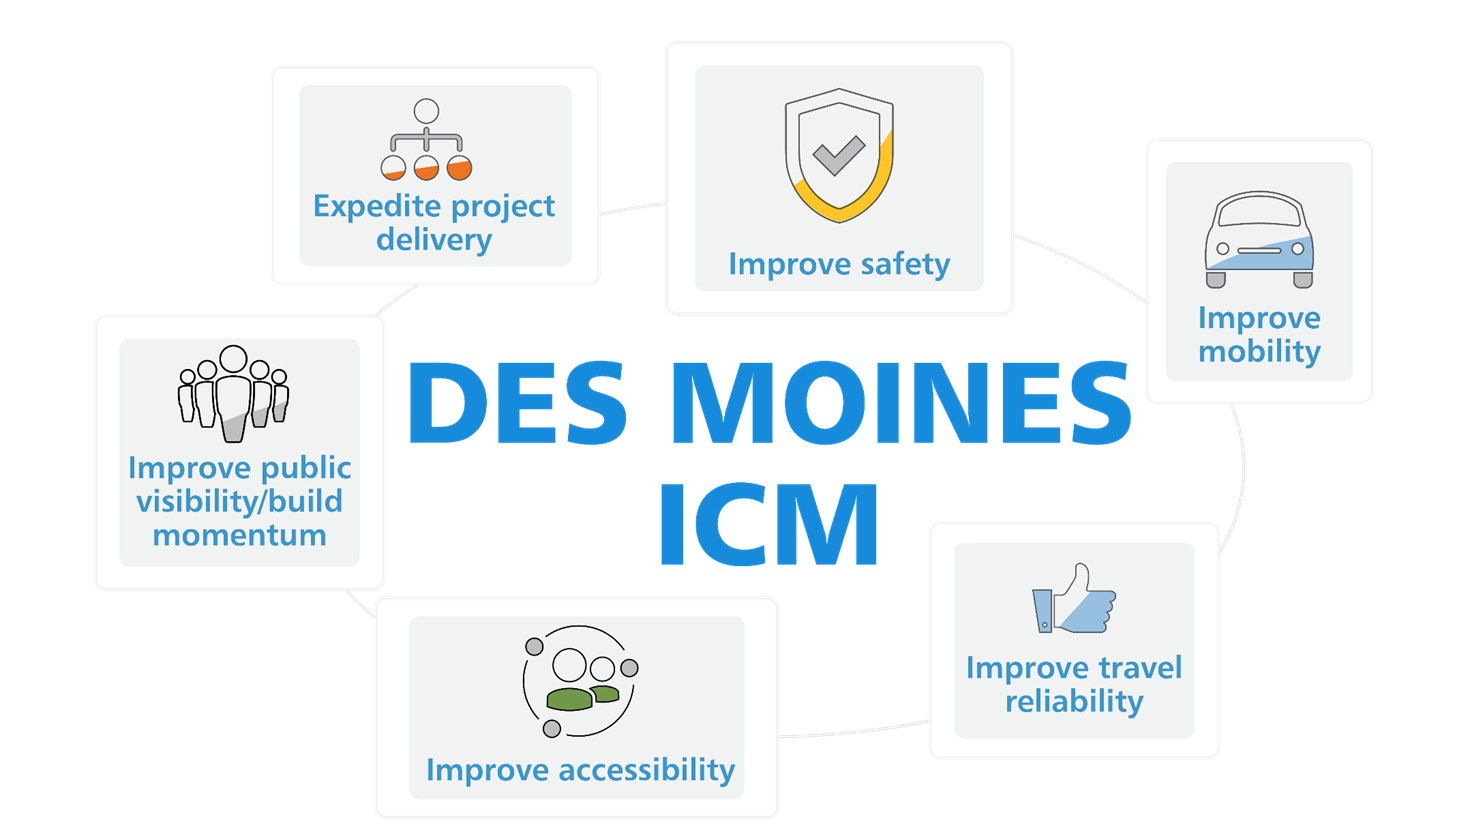 Expedite project
delivery
Improve safety
Improve
mobility
DES MOINES
ICM
Improve public
visibility/build
momentum
Improve travel
reliability
Improve accessibility